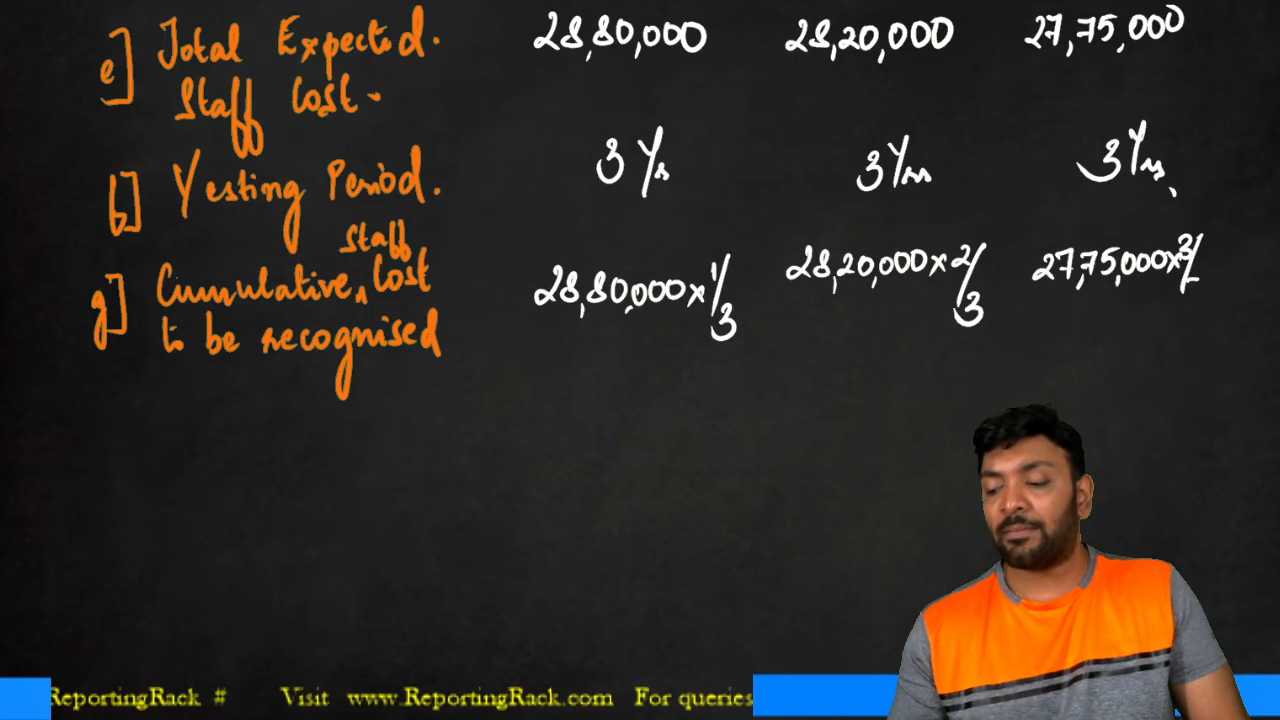 e] Total Expected. 28,80,000 28,20,000 27,75,000
Staff Cost.
f] Vesting Period. 3 Yrs 3 Yrs 3 Yrs.
staff
g] Cumulative ^ Cost 28,80,000 x 1/3 28,20,000 x 2/3 27,75,000 x 3/
to be recognised
ReportingRack # Visit www.ReportingRack.com For queries